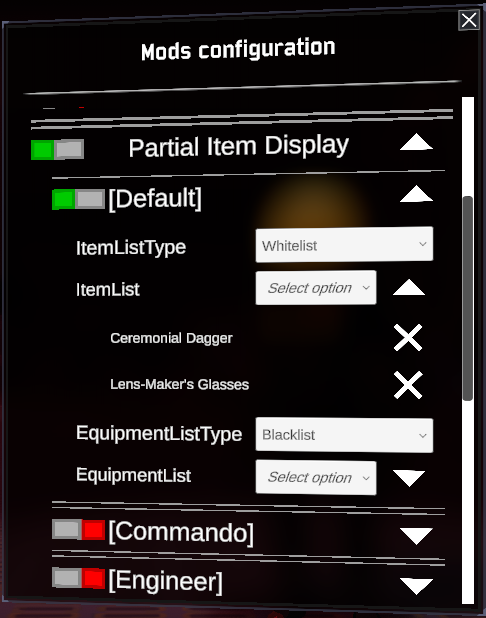 Mods configuration
Partial Item Display
[Default]
ItemListType Whitelist
ItemList Select option
Ceremonial Dagger
Lens-Maker's Glasses
EquipmentListType Blacklist
EquipmentList Select option
[Commando]
[Engineer]